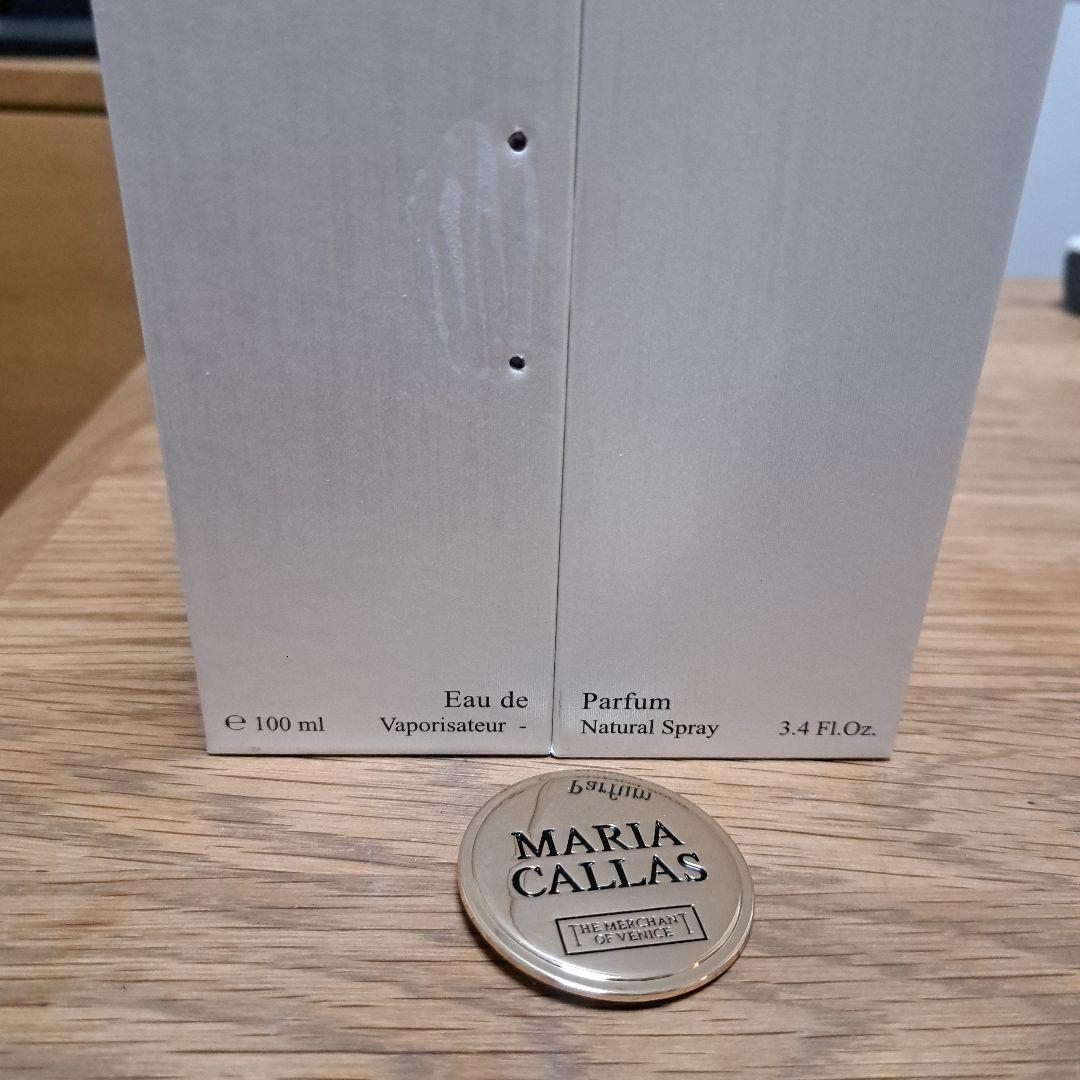 Eau de Parfum
℮ 100 ml Vaporisateur - Natural Spray 3.4 Fl.Oz.
Parfum
MARIA
CALLAS
THE MERCHANT
OF VENICE